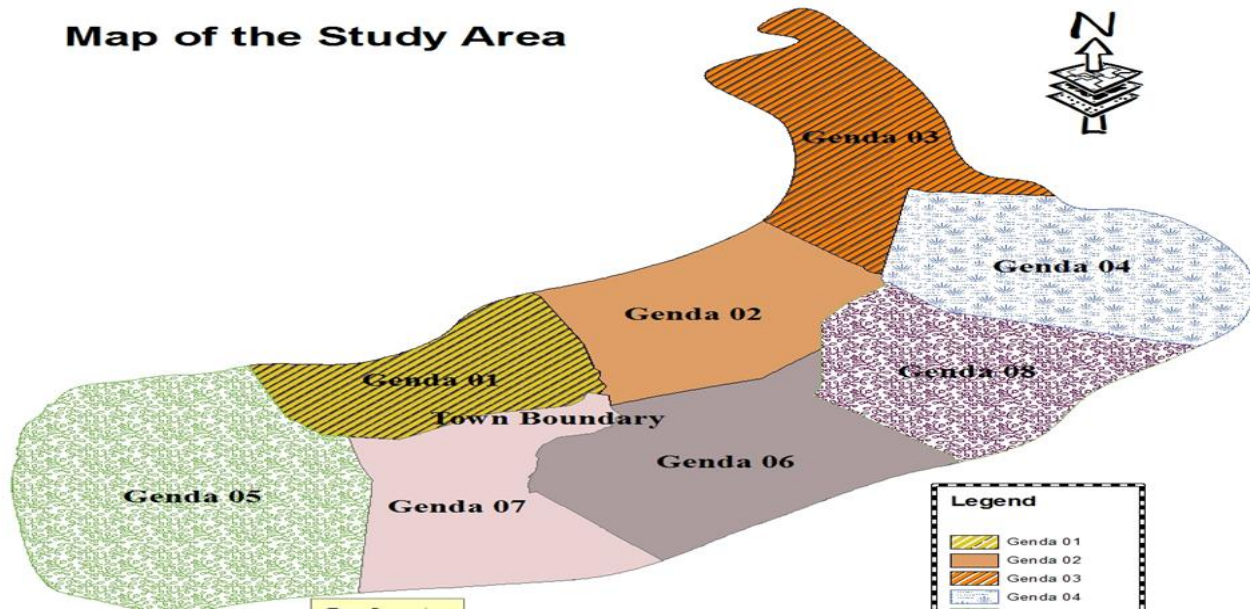 Map of the Study Area
N
Genda 03
Genda 04
Genda 02
Genda 08
Genda 01
Town Boundary
Genda 06
Genda 05
Genda 07
Legend
Genda 01
Genda 02
Genda 03
Genda 04